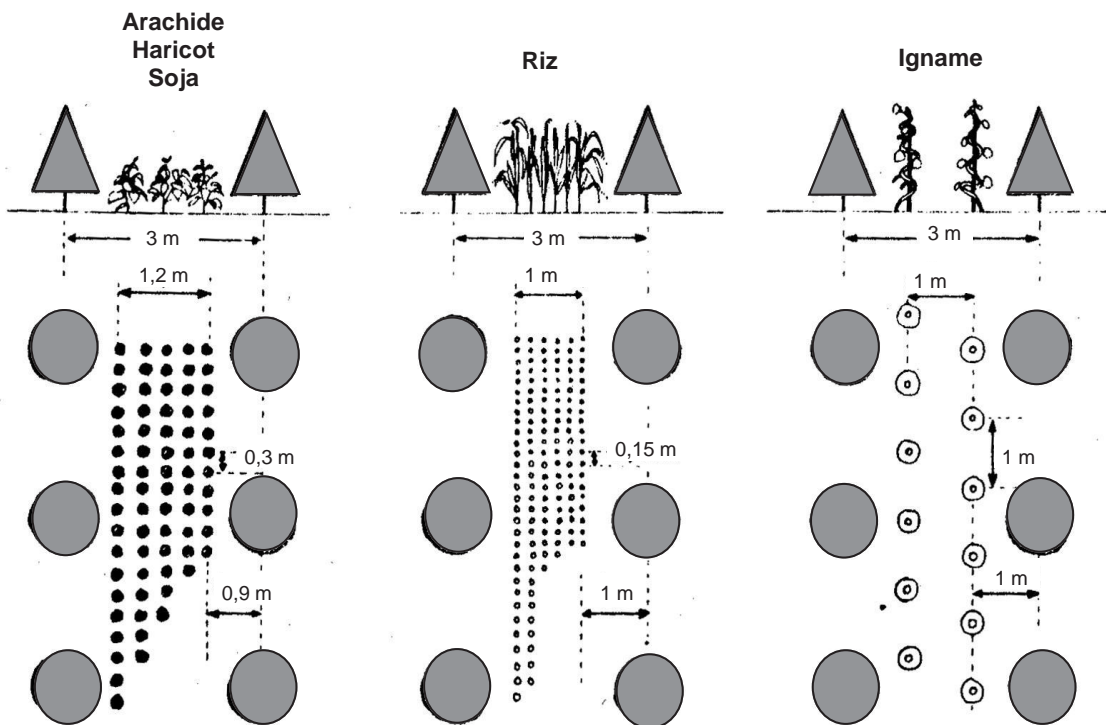 Arachide
Haricot
Soja
3 m
1,2 m
0,3 m
0,9 m
Riz
3 m
1 m
0,15 m
1 m
Igname
3 m
1 m
1 m
1 m